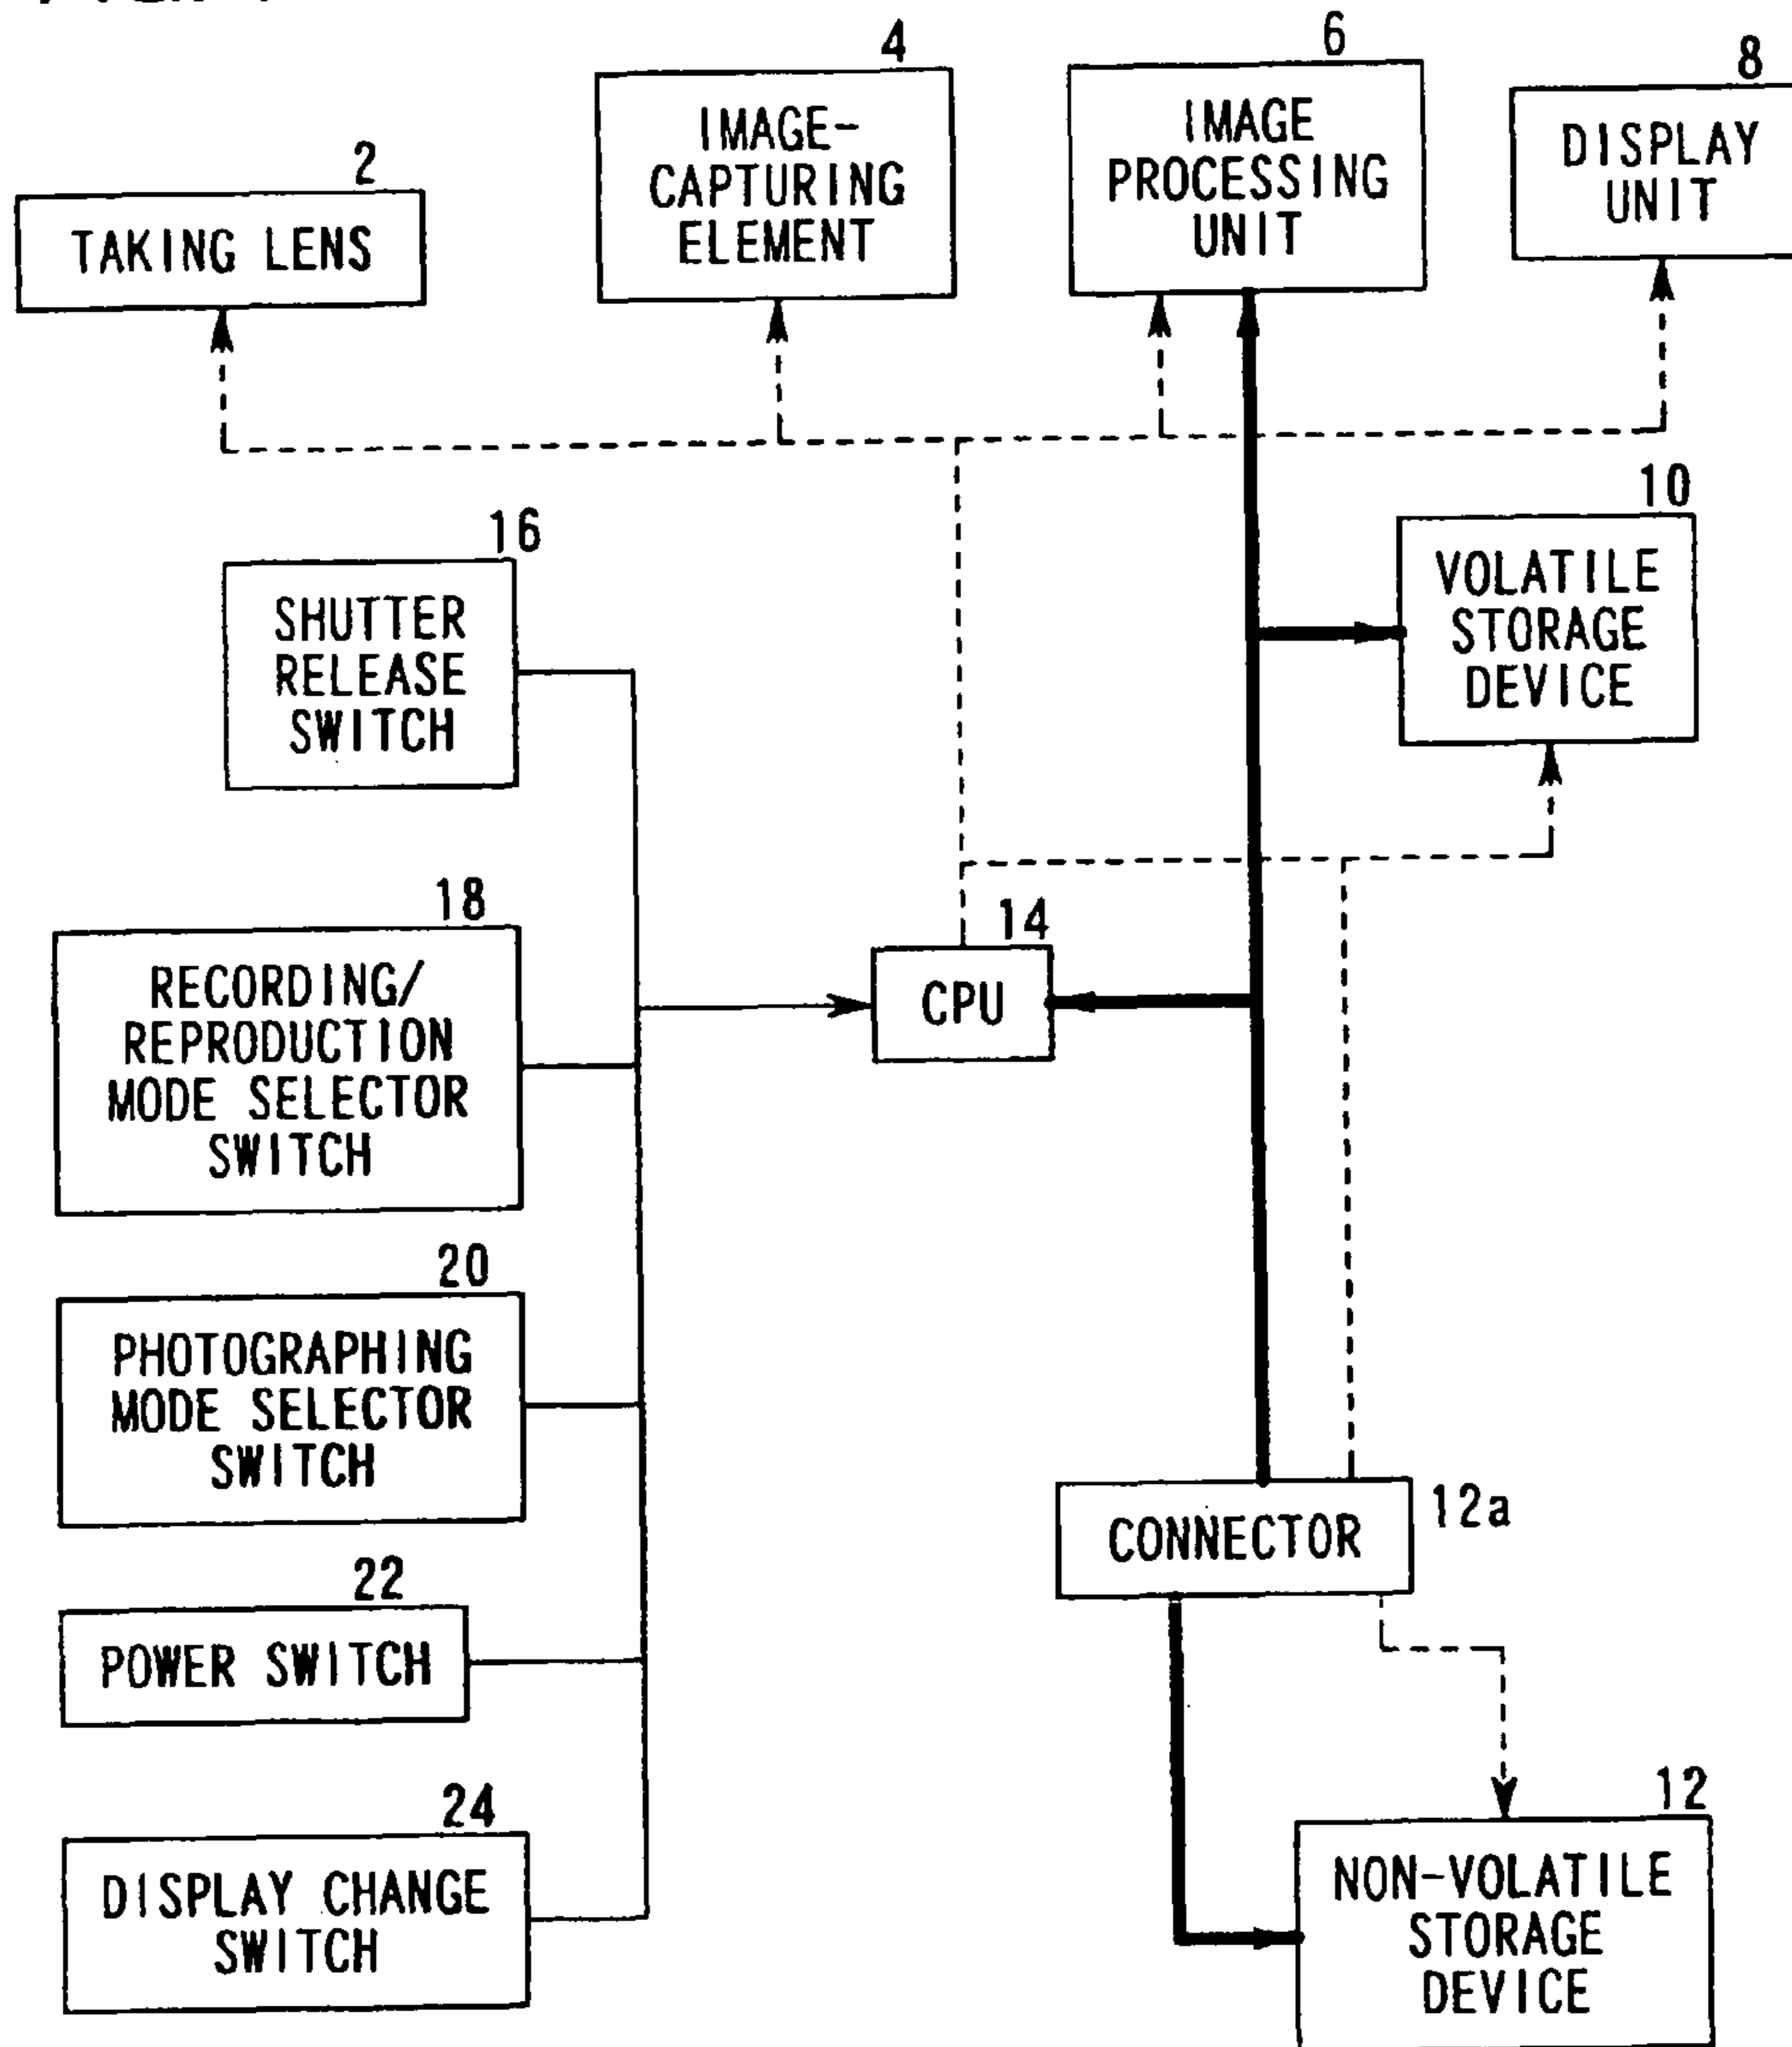 4
IMAGE-
CAPTURING
ELEMENT
6
IMAGE
PROCESSING
UNIT
8
DISPLAY
UNIT
2
TAKING LENS
10
VOLATILE
STORAGE
DEVICE
16
SHUTTER
RELEASE
SWITCH
18
RECORDING/
REPRODUCTION
MODE SELECTOR
SWITCH
14
CPU
20
PHOTOGRAPHING
MODE SELECTOR
SWITCH
CONNECTOR
12a
22
POWER SWITCH
24
DISPLAY CHANGE
SWITCH
12
NON-VOLATILE
STORAGE
DEVICE